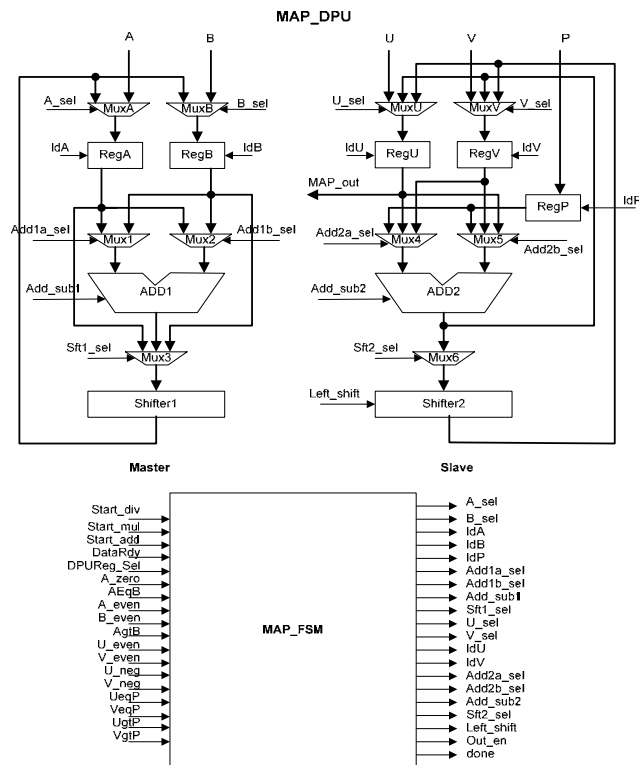 MAP_DPU
A
B
U
V
P
A_sel
MuxA
MuxB
B_sel
U_sel
MuxU
MuxV
V_sel
ldA
RegA
RegB
ldB
ldU
RegU
RegV
ldV
MAP_out
RegP
ldP
Add1a_sel
Mux1
Mux2
Add1b_sel
Add2a_sel
Mux4
Mux5
Add2b_sel
Add_sub1
ADD1
Add_sub2
ADD2
Sft1_sel
Mux3
Sft2_sel
Mux6
Shifter1
Left_shift
Shifter2
Master
Slave
Start_div
Start_mul
Start_add
DataRdy
DPUReg_Sel
A_zero
AEqB
A_even
B_even
AgtB
U_even
V_even
U_neg
V_neg
UeqP
VeqP
UgtP
VgtP
MAP_FSM
A_sel
B_sel
ldA
ldB
ldP
Add1a_sel
Add1b_sel
Add_sub1
Sft1_sel
U_sel
V_sel
ldU
ldV
Add2a_sel
Add2b_sel
Add_sub2
Sft2_sel
Left_shift
Out_en
done